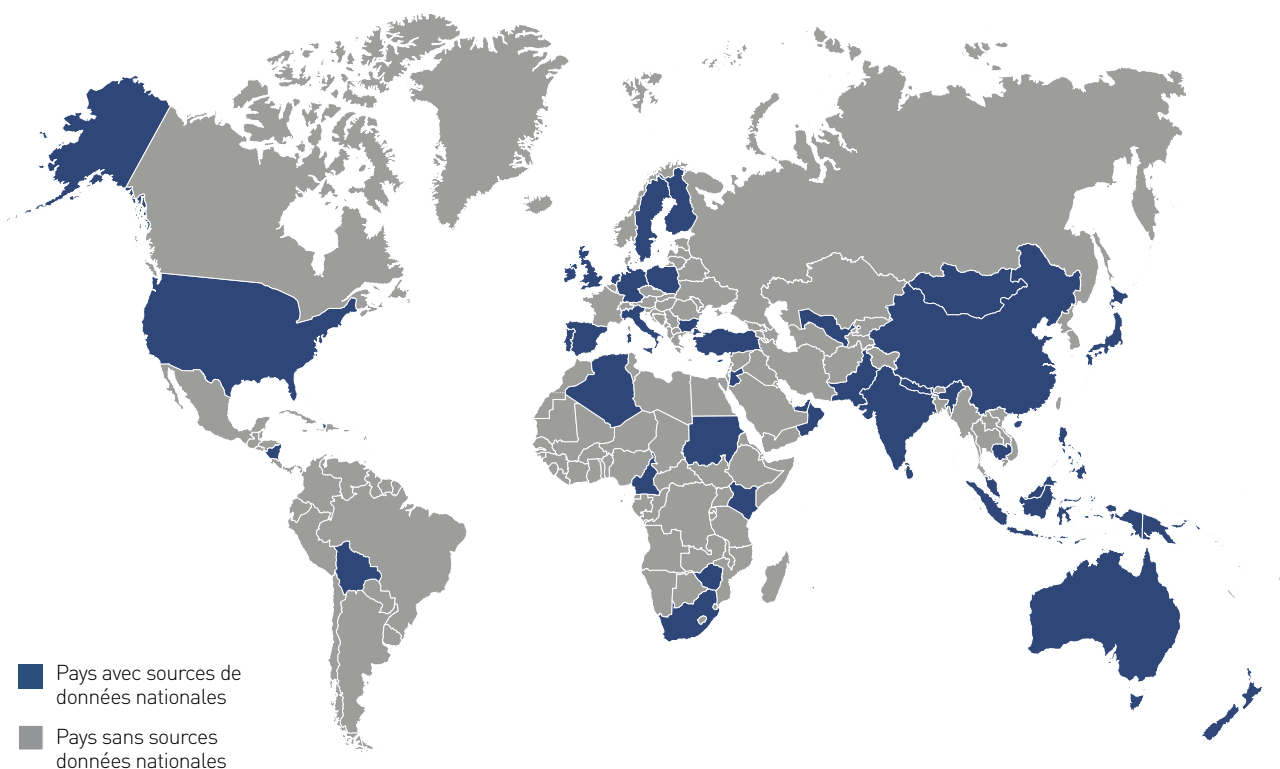 Pays avec sources de
données nationales
Pays sans sources
données nationales